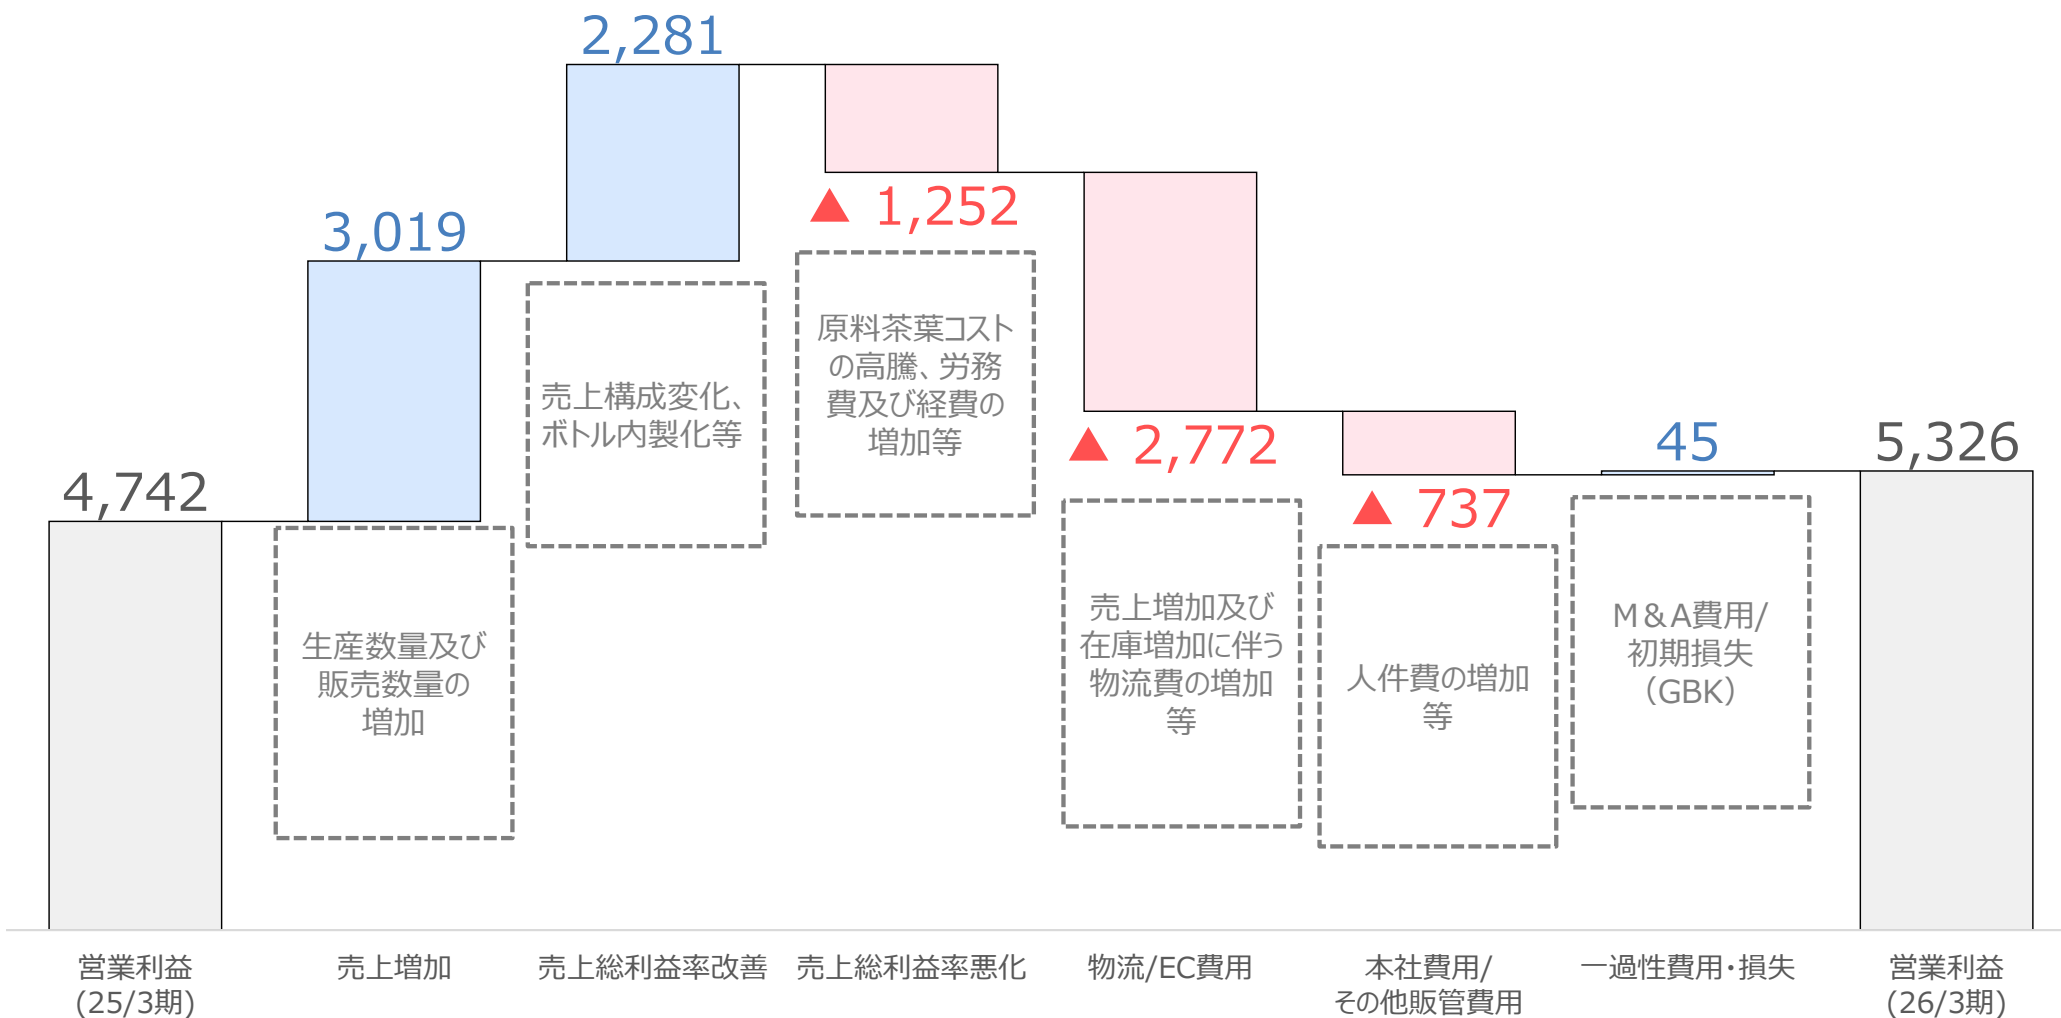 2,281
3,019
▲ 1,252
原料茶葉コスト
の高騰、労務
費及び経費の
増加等
売上構成変化、
ボトル内製化等
▲ 2,772
45
5,326
4,742
▲ 737
生産数量及び
販売数量の
増加
売上増加及び
在庫増加に伴う
物流費の増加
等
人件費の増加
等
M&A費用/
初期損失
（GBK）
営業利益
(25/3期)
売上増加
売上総利益率改善
売上総利益率悪化
物流/EC費用
本社費用/
その他販管費用
一過性費用・損失
営業利益
(26/3期)